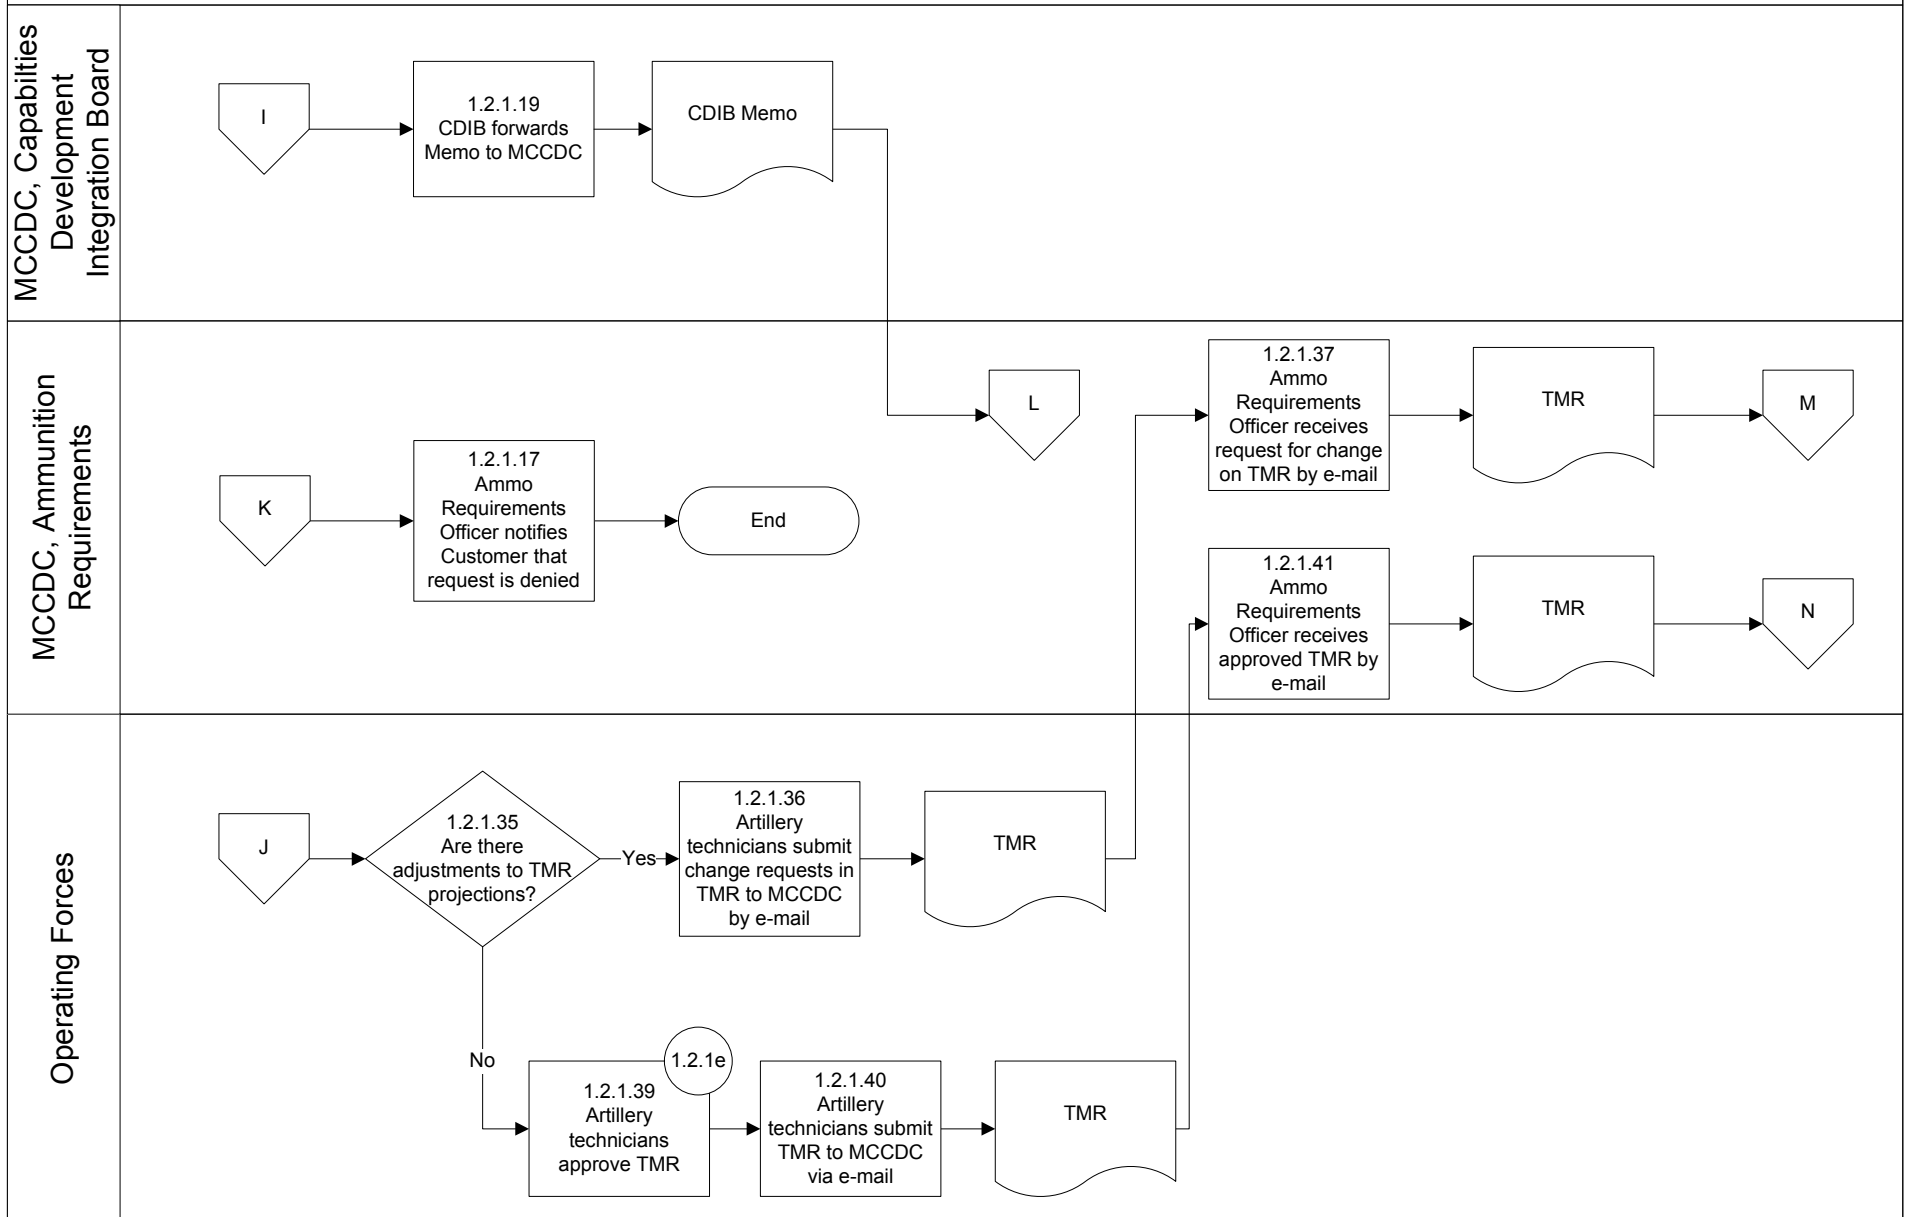 MCCDC, Capabilties
Development
Integration Board
I
1.2.1.19
CDIB forwards
Memo to MCCDC
CDIB Memo
MCCDC, Ammunition
Requirements
K
1.2.1.17
Ammo
Requirements
Officer notifies
Customer that
request is denied
End
L
1.2.1.37
Ammo
Requirements
Officer receives
request for change
on TMR by e-mail
TMR
M
1.2.1.41
Ammo
Requirements
Officer receives
approved TMR by
e-mail
TMR
N
Operating Forces
J
1.2.1.35
Are there
adjustments to TMR
projections?
Yes
1.2.1.36
Artillery
technicians submit
change requests in
TMR to MCCDC
by e-mail
TMR
No
1.2.1e
1.2.1.39
Artillery
technicians
approve TMR
1.2.1.40
Artillery
technicians submit
TMR to MCCDC
via e-mail
TMR